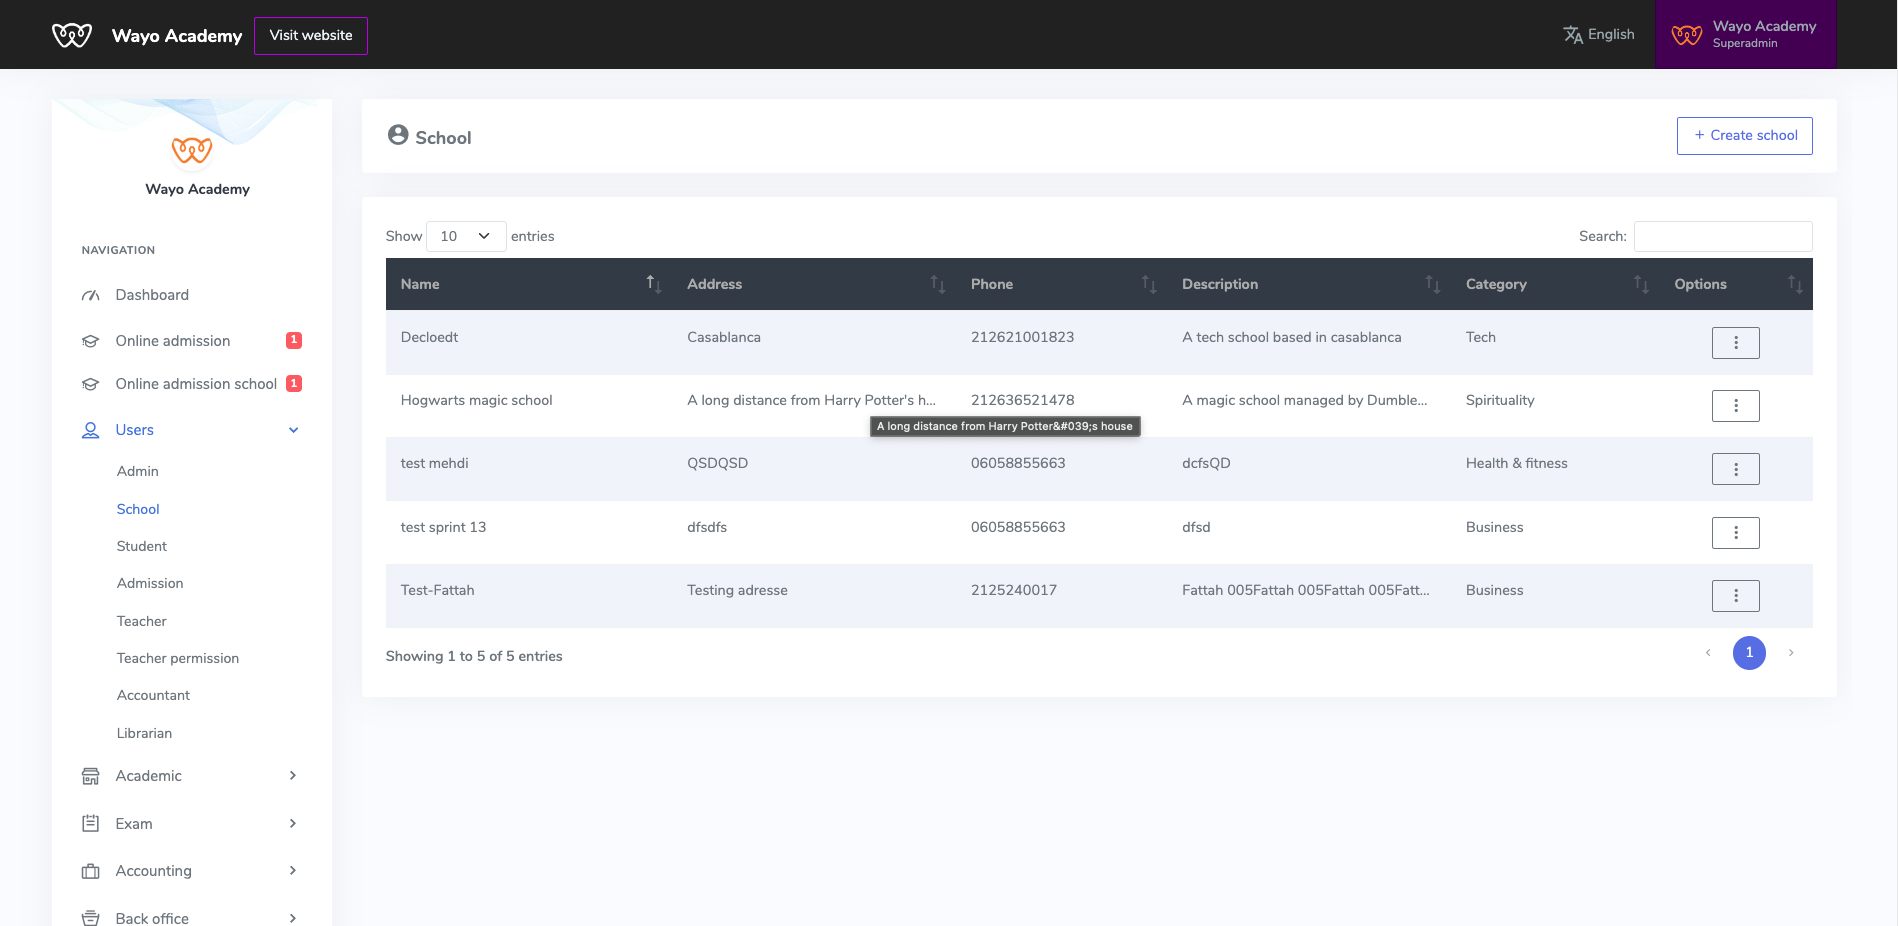 Wayo Academy
Visit website
English
Wayo Academy
Superadmin
Wayo Academy
NAVIGATION
Dashboard
Online admission 1
Online admission school 1
Users
Admin
School
Student
Admission
Teacher
Teacher permission
Accountant
Librarian
Academic
Exam
Accounting
Back office
School
+ Create school
Show 10 entries
Search:
Name Address Phone Description Category Options
Decloedt Casablanca 212621001823 A tech school based in casablanca Tech
Hogwarts magic school A long distance from Harry Potter's h... 212636521478 A magic school managed by Dumble... Spirituality
A long distance from Harry Potter&#039;s house
test mehdi QSDQSD 06058855663 dcfsQD Health & fitness
test sprint 13 dfsdfs 06058855663 dfsd Business
Test-Fattah Testing adresse 2125240017 Fattah 005Fattah 005Fattah 005Fatt... Business
Showing 1 to 5 of 5 entries
‹ 1 ›